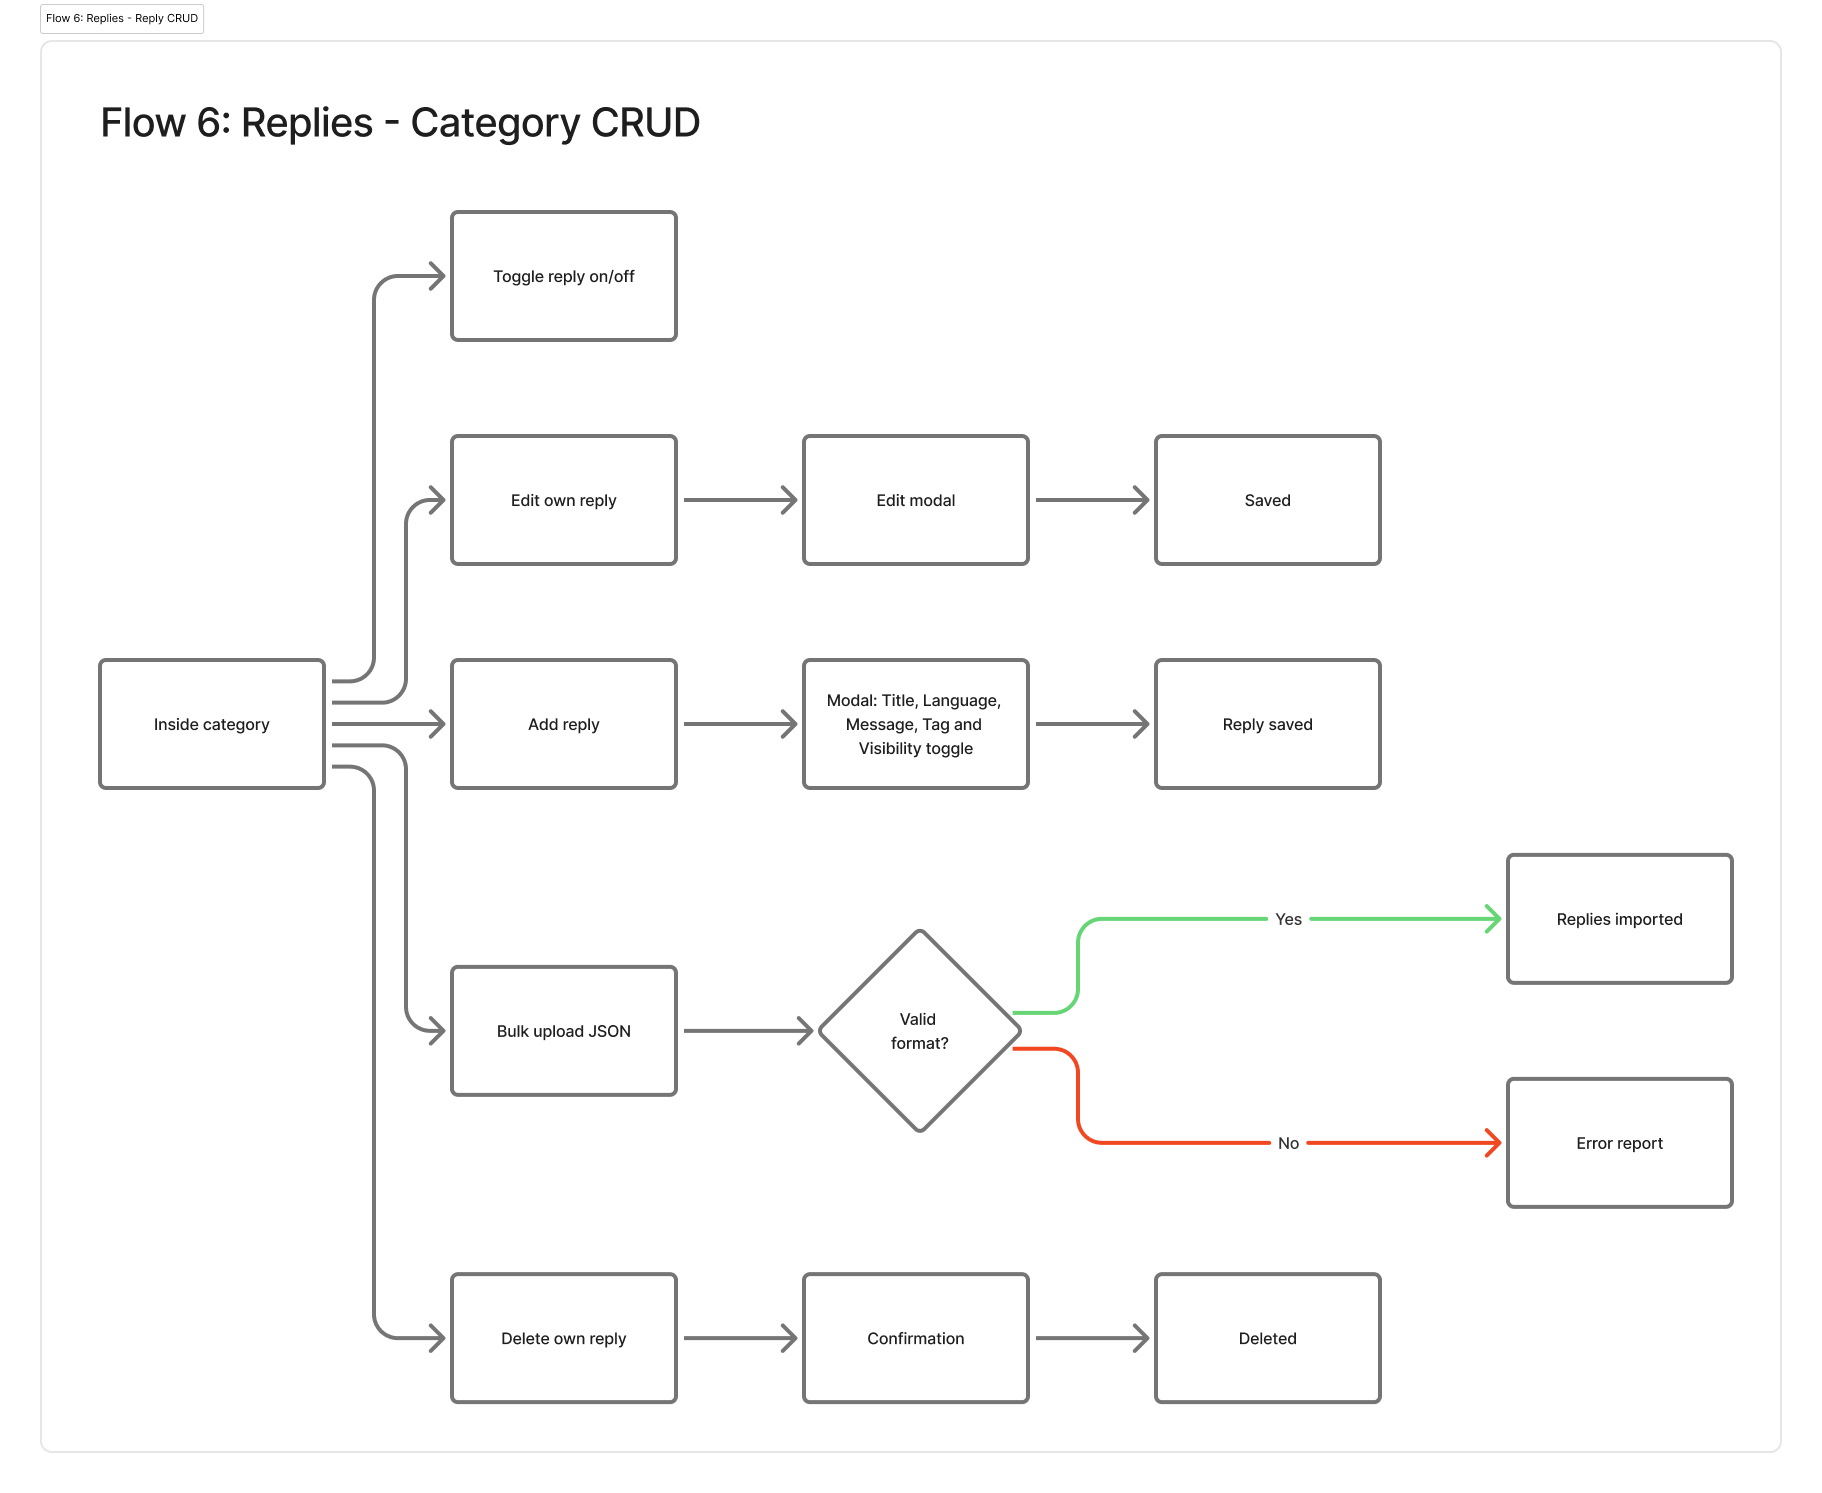 Flow 6: Replies - Reply CRUD
Flow 6: Replies - Category CRUD
Toggle reply on/off
Edit own reply
Edit modal
Saved
Inside category
Add reply
Modal: Title, Language,
Message, Tag and
Visibility toggle
Reply saved
Yes
Replies imported
Bulk upload JSON
Valid
format?
No
Error report
Delete own reply
Confirmation
Deleted